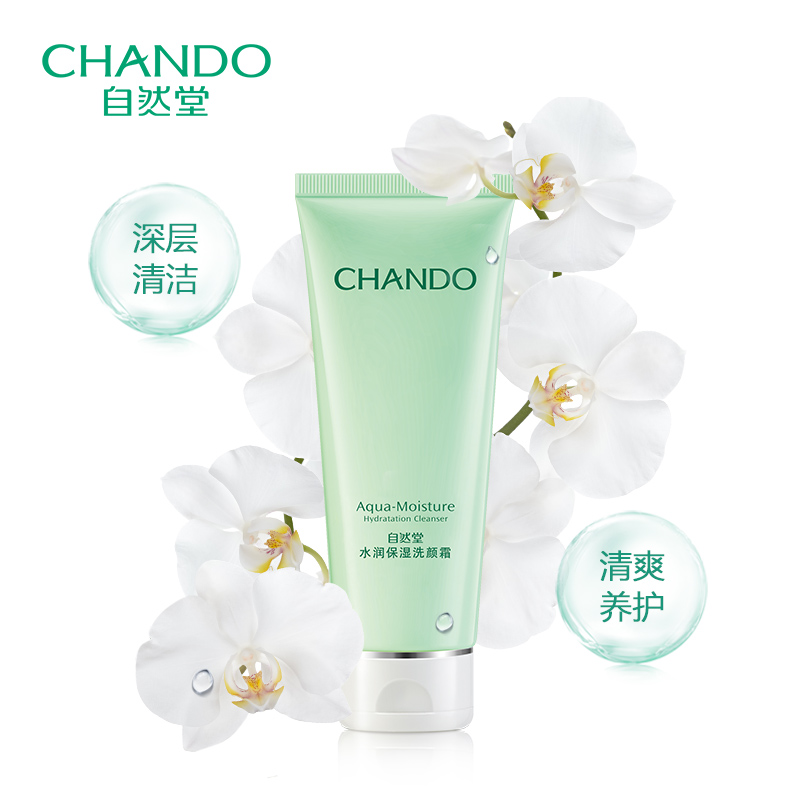 CHANDO
自然堂
深层
清洁
CHANDO
Aqua-Moisture
Hydratation Cleanser
自然堂
水润保湿洗颜霜
清爽
养护